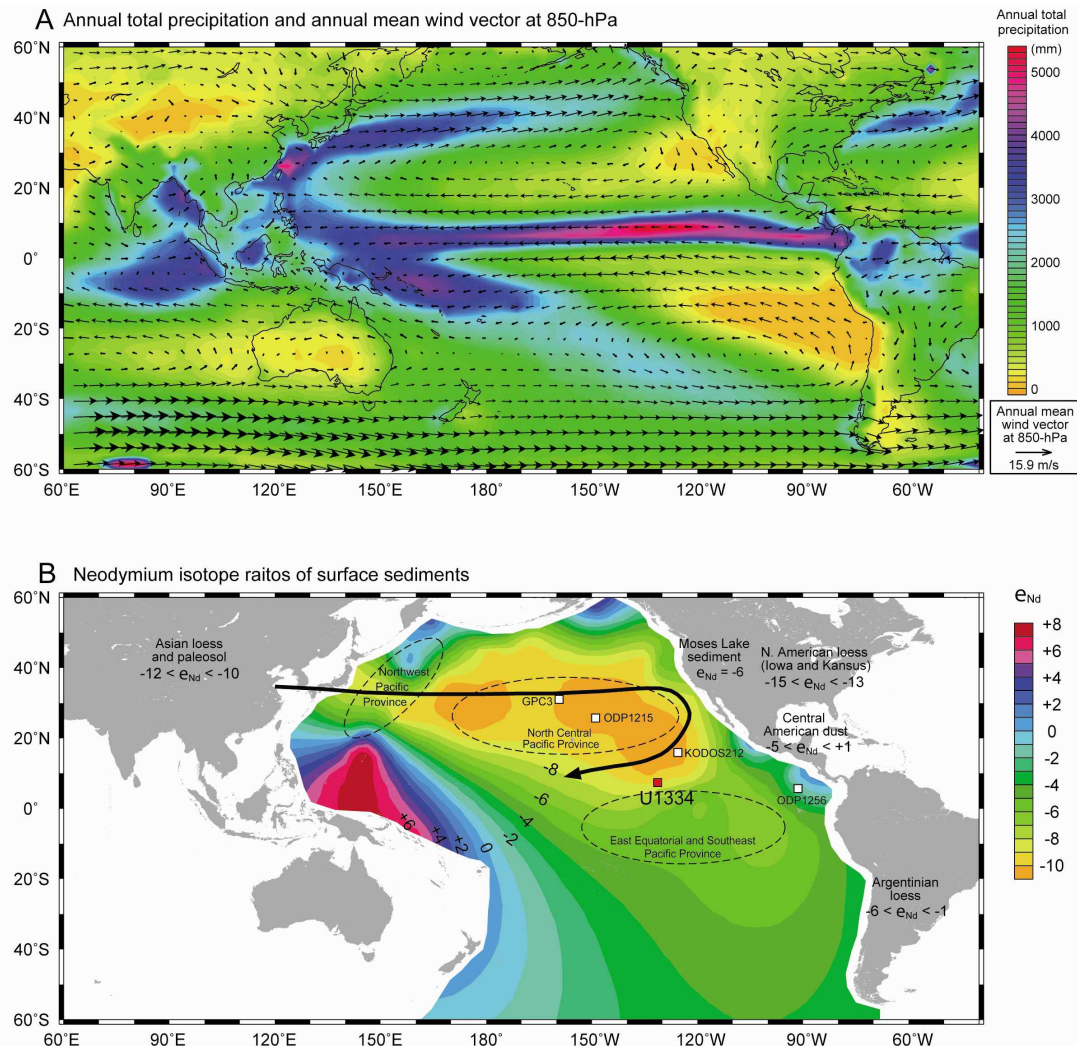 A Annual total precipitation and annual mean wind vector at 850-hPa
Annual total
precipitation
(mm)
5000
4000
3000
2000
1000
0
Annual mean
wind vector
at 850-hPa
15.9 m/s
60°N
40°N
20°N
0°
20°S
40°S
60°S
60°E 90°E 120°E 150°E 180° 150°W 120°W 90°W 60°W
B Neodymium isotope raitos of surface sediments
eNd
+8
+6
+4
+2
0
-2
-4
-6
-8
-10
60°N
40°N
20°N
0°
20°S
40°S
60°S
Asian loess
and paleosol
-12 < eNd < -10
Northwest
Pacific
Province
Moses Lake
sediment
eNd = -6
N. American loess
(Iowa and Kansus)
-15 < eNd < -13
GPC3
ODP1215
North Central
Pacific Province
Central
American dust
-5 < eNd < +1
KODOS212
U1334
ODP1256
-8
-6
-4
-2
0
+2
+4
+6
East Equatorial and Southeast
Pacific Province
Argentinian
loess
-6 < eNd < -1
60°E 90°E 120°E 150°E 180° 150°W 120°W 90°W 60°W